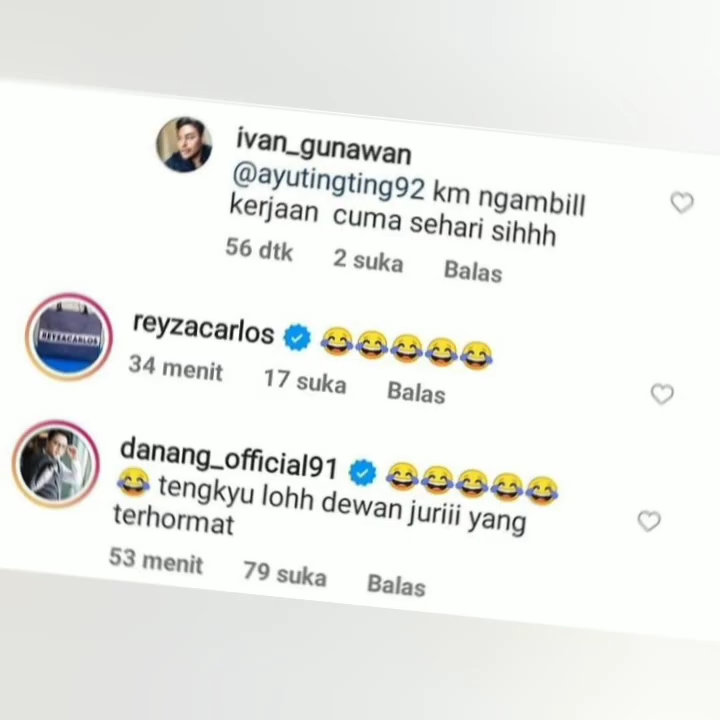 ivan_gunawan
@ayutingting92 km ngambill
kerjaan cuma sehari sihhh
56 dtk 2 suka Balas
REYZACARLOS
reyzacarlos 😂😂😂😂😂
34 menit 17 suka Balas
danang_official91 😂😂😂😂😂
😂 tengkyu lohh dewan juriii yang
terhormat
53 menit 79 suka Balas